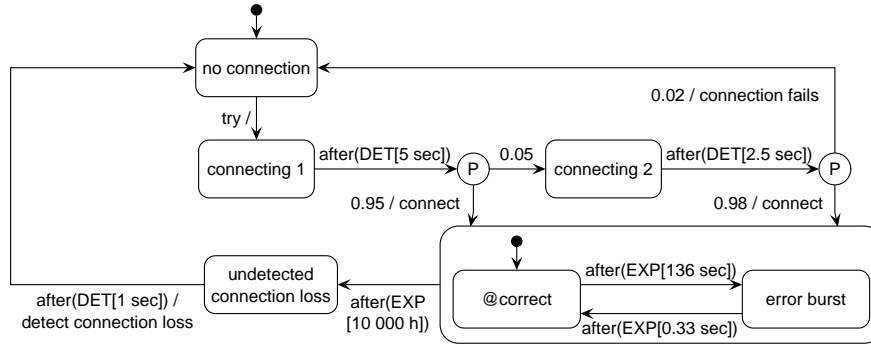 no connection
0.02 / connection fails
try /
connecting 1
after(DET[5 sec])
P
0.05
connecting 2
after(DET[2.5 sec])
P
0.95 / connect
0.98 / connect
undetected
connection loss
after(DET[1 sec]) /
detect connection loss
after(EXP
[10 000 h])
@correct
after(EXP[136 sec])
error burst
after(EXP[0.33 sec])